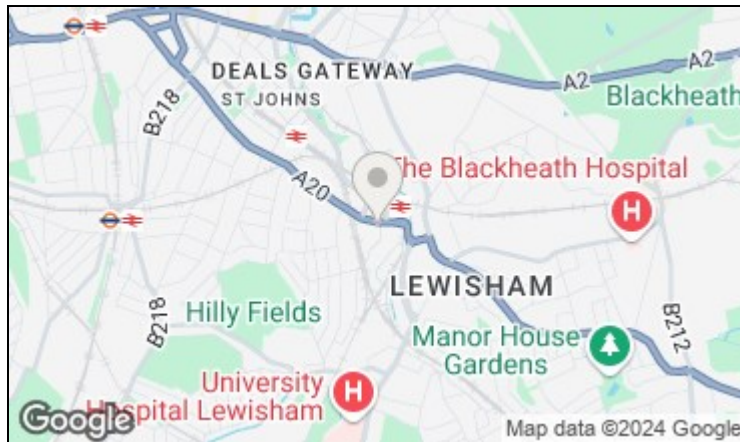 DEALS GATEWAY
ST JOHNS
A2
A2
B218
Blackheath
A20
The Blackheath Hospital
H
LEWISHAM
B218
Hilly Fields
Manor House
Gardens
B212
University
Hospital Lewisham
H
Google
Map data ©2024 Google